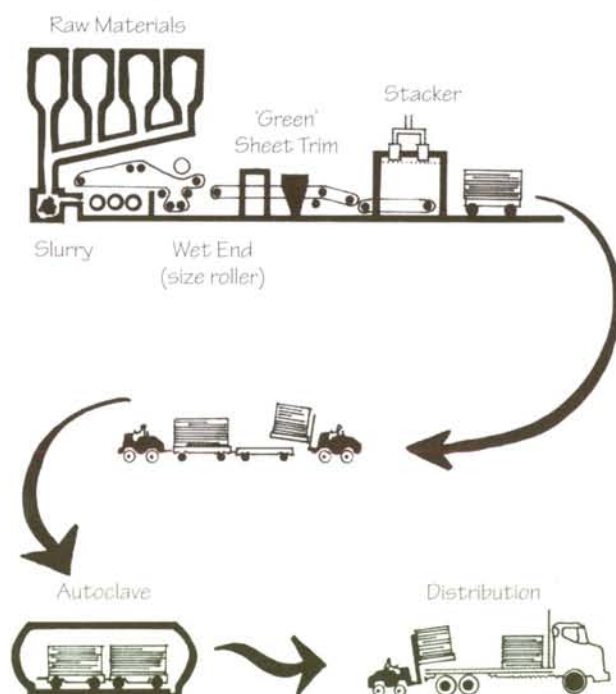 Raw Materials
Stacker
'Green'
Sheet Trim
Slurry
Wet End
(size roller)
Autoclave
Distribution